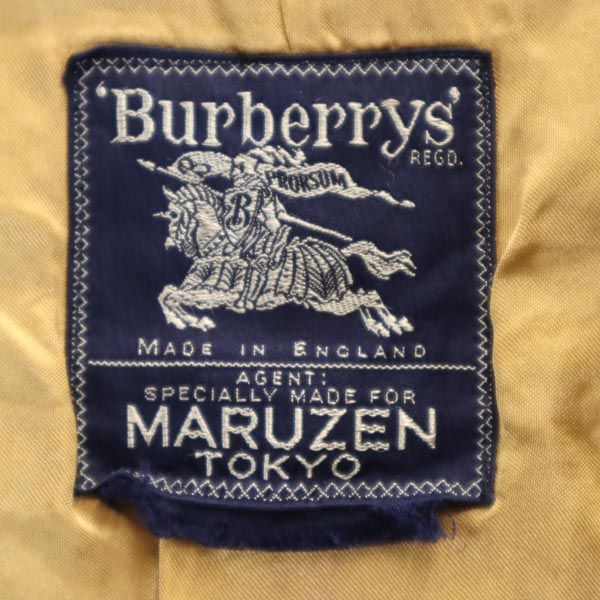 'Burberrys'
REGD.
PRORSUM
B
MADE IN ENGLAND
AGENT:
SPECIALLY MADE FOR
MARUZEN
TOKYO